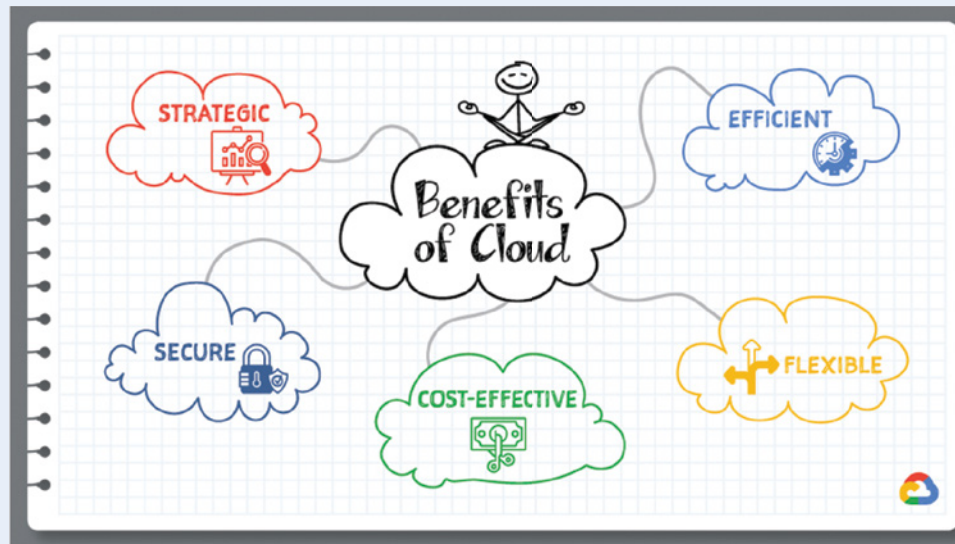 STRATEGIC
EFFICIENT
Benefits
of Cloud
SECURE
FLEXIBLE
COST-EFFECTIVE